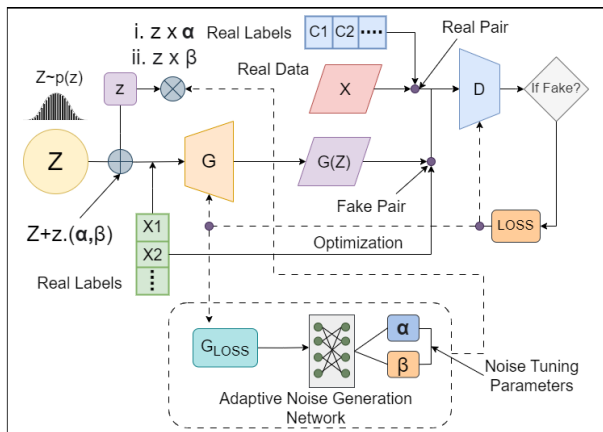 Z~p(z)
i. z x α
ii. z x β
Real Labels
C1 C2 ....
Real Pair
Real Data
X
z
D
If Fake?
Z
G
G(Z)
Fake Pair
Z+z.(α,β)
X1
X2
Real Labels
Optimization
LOSS
GLOSS
α
β
Adaptive Noise Generation
Network
Noise Tuning
Parameters